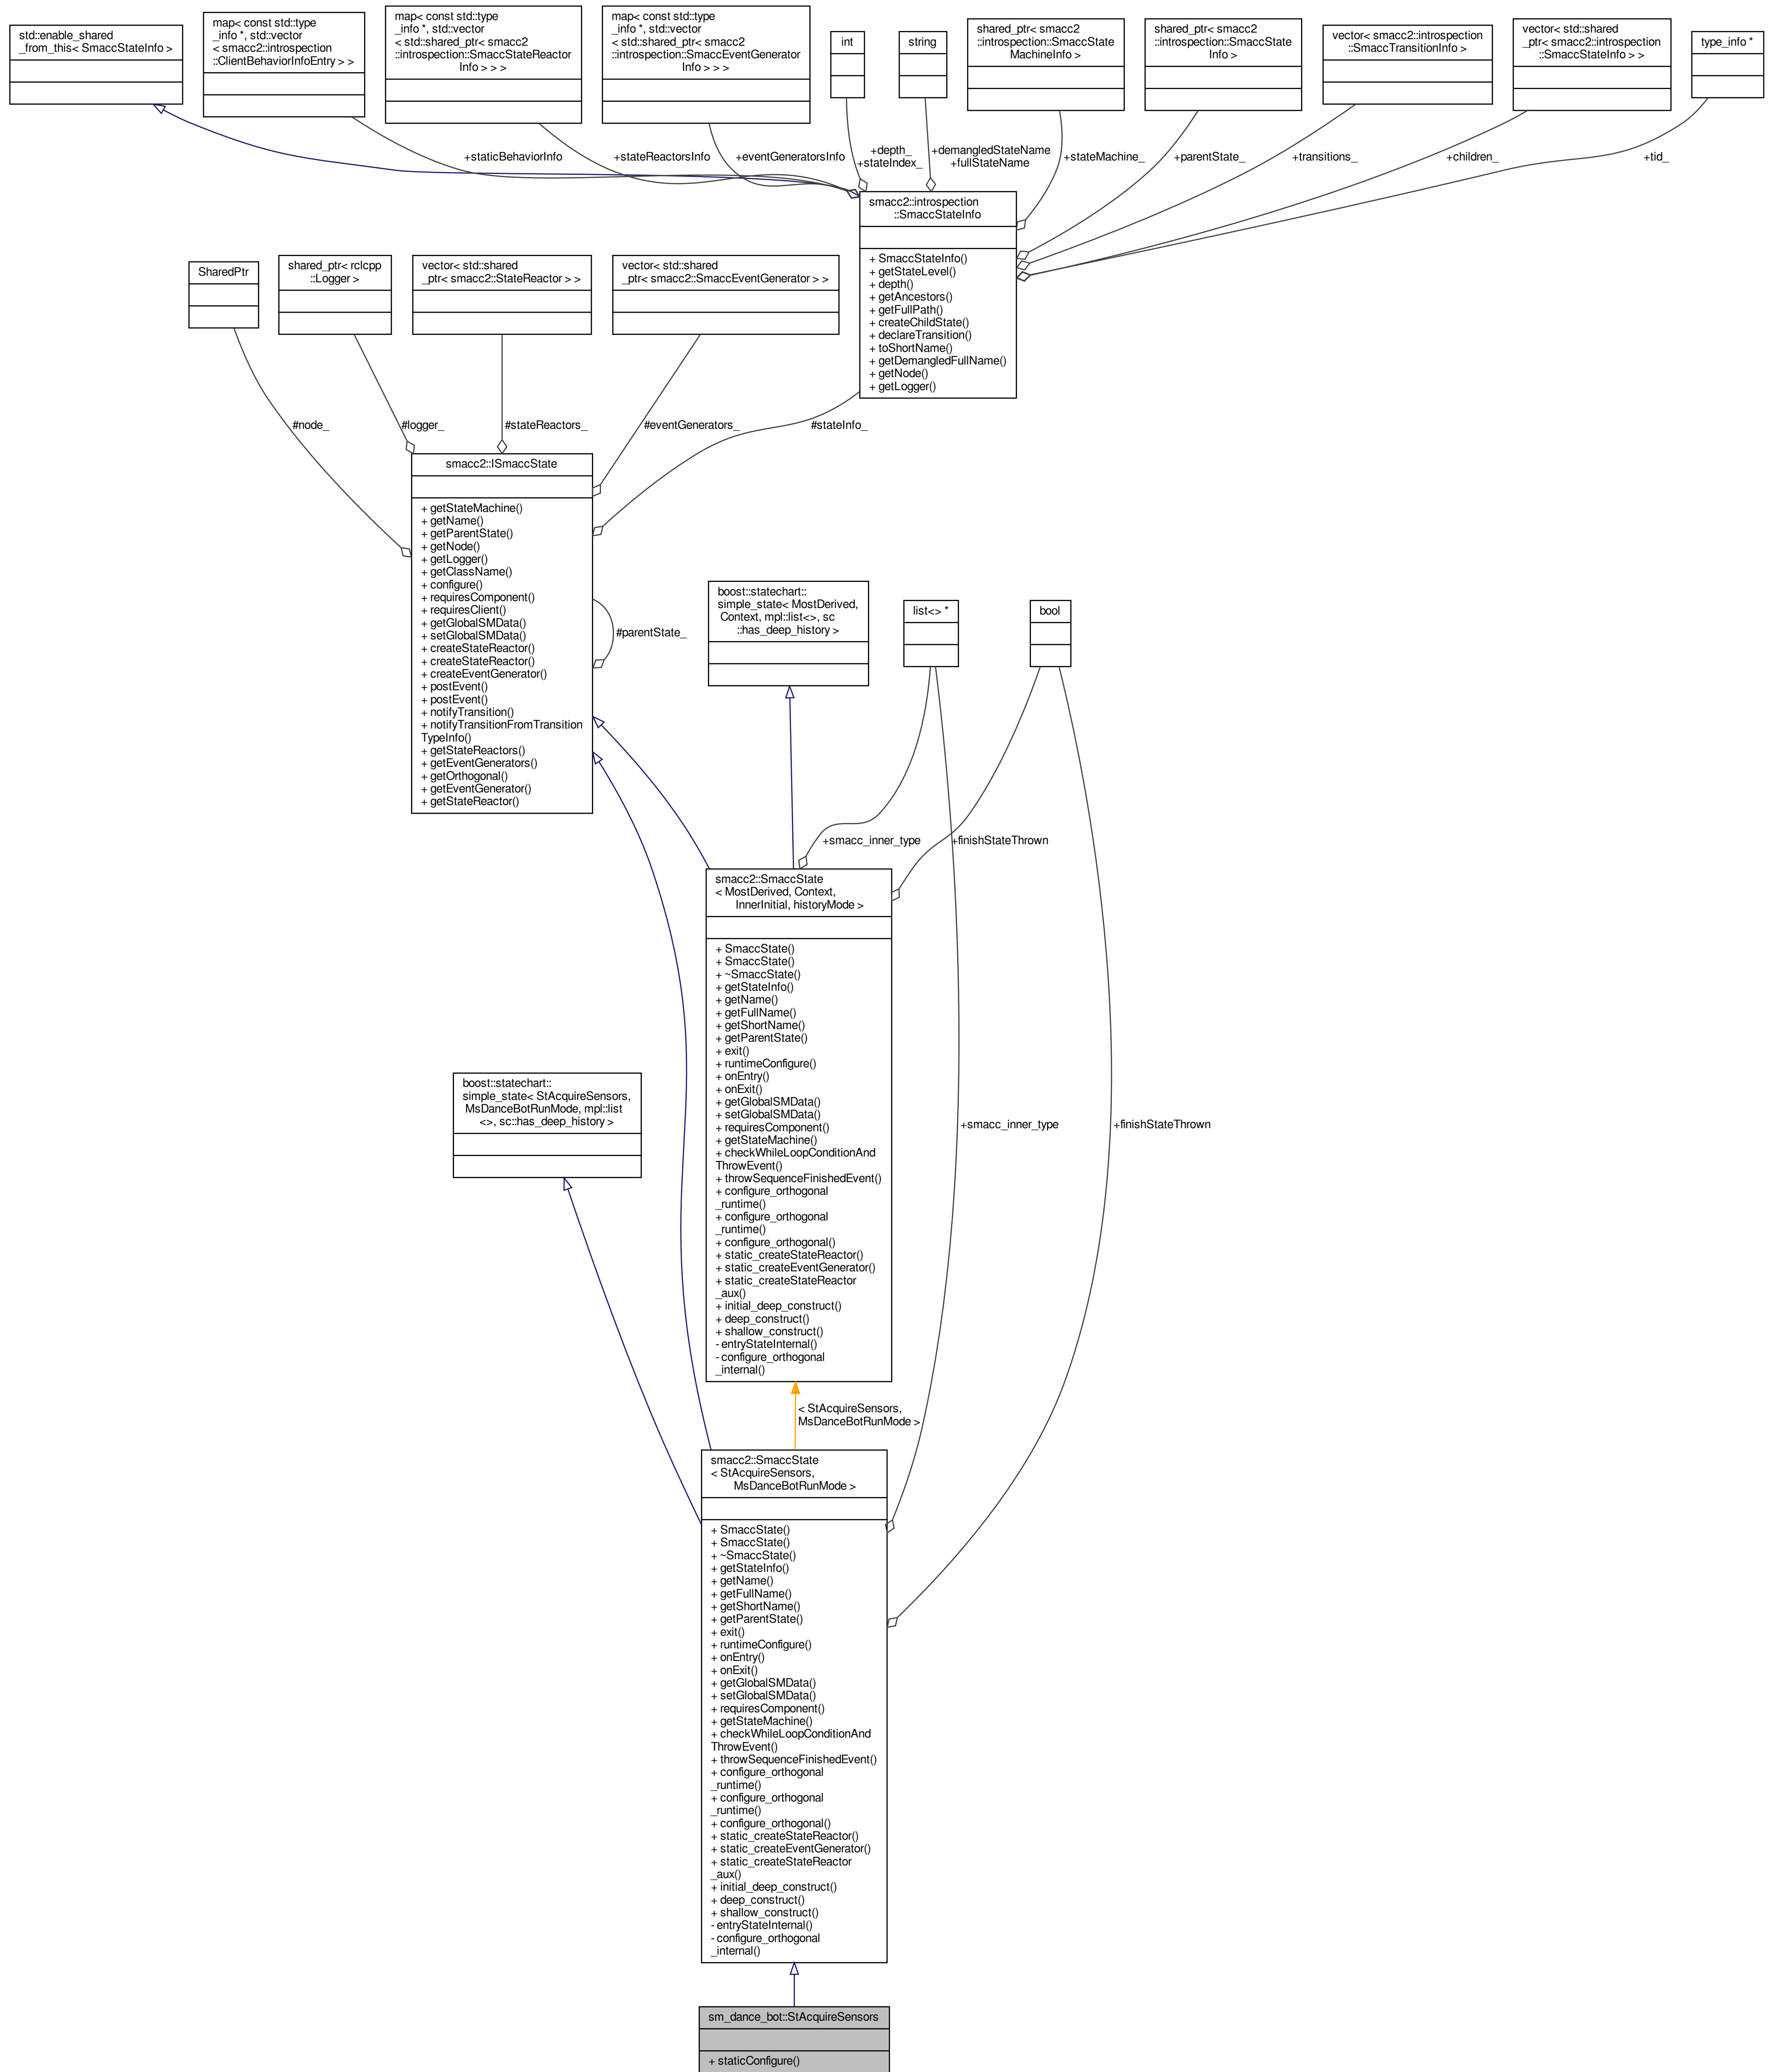 std::enable_shared
_from_this< SmaccStateInfo >
map< const std::type
_info *, std::vector
< smacc2::introspection
::ClientBehaviorInfoEntry > >
map< const std::type
_info *, std::vector
< std::shared_ptr< smacc2
::introspection::SmaccStateReactor
Info > > >
map< const std::type
_info *, std::vector
< std::shared_ptr< smacc2
::introspection::SmaccEventGenerator
Info > > >
int
string
shared_ptr< smacc2
::introspection::SmaccState
MachineInfo >
shared_ptr< smacc2
::introspection::SmaccState
Info >
vector< smacc2::introspection
::SmaccTransitionInfo >
vector< std::shared
_ptr< smacc2::introspection
::SmaccStateInfo > >
type_info *
+staticBehaviorInfo
+stateReactorsInfo
+eventGeneratorsInfo
+depth_
+stateIndex_
+demangledStateName
+fullStateName
+stateMachine_
+parentState_
+transitions_
+children_
+tid_
smacc2::introspection
::SmaccStateInfo
+ SmaccStateInfo()
+ getStateLevel()
+ depth()
+ getAncestors()
+ getFullPath()
+ createChildState()
+ declareTransition()
+ toShortName()
+ getDemangledFullName()
+ getNode()
+ getLogger()
SharedPtr
shared_ptr< rclcpp
::Logger >
vector< std::shared
_ptr< smacc2::StateReactor > >
vector< std::shared
_ptr< smacc2::SmaccEventGenerator > >
#node_
#logger_
#stateReactors_
#eventGenerators_
#stateInfo_
smacc2::ISmaccState
+ getStateMachine()
+ getName()
+ getParentState()
+ getNode()
+ getLogger()
+ getClassName()
+ configure()
+ requiresComponent()
+ requiresClient()
+ getGlobalSMData()
+ setGlobalSMData()
+ createStateReactor()
+ createStateReactor()
+ createEventGenerator()
+ postEvent()
+ postEvent()
+ notifyTransition()
+ notifyTransitionFromTransition
TypeInfo()
+ getStateReactors()
+ getEventGenerators()
+ getOrthogonal()
+ getEventGenerator()
+ getStateReactor()
#parentState_
boost::statechart::
simple_state< MostDerived,
Context, mpl::list<>, sc
::has_deep_history >
list<> *
bool
+smacc_inner_type
+finishStateThrown
smacc2::SmaccState
< MostDerived, Context,
InnerInitial, historyMode >
+ SmaccState()
+ SmaccState()
+ ~SmaccState()
+ getStateInfo()
+ getName()
+ getFullName()
+ getShortName()
+ getParentState()
+ exit()
+ runtimeConfigure()
+ onEntry()
+ onExit()
+ getGlobalSMData()
+ setGlobalSMData()
+ requiresComponent()
+ getStateMachine()
+ checkWhileLoopConditionAnd
ThrowEvent()
+ throwSequenceFinishedEvent()
+ configure_orthogonal
_runtime()
+ configure_orthogonal
_runtime()
+ configure_orthogonal()
+ static_createStateReactor()
+ static_createEventGenerator()
+ static_createStateReactor
_aux()
+ initial_deep_construct()
+ deep_construct()
+ shallow_construct()
- entryStateInternal()
- configure_orthogonal
_internal()
boost::statechart::
simple_state< StAcquireSensors,
MsDanceBotRunMode, mpl::list
<>, sc::has_deep_history >
+smacc_inner_type
+finishStateThrown
< StAcquireSensors,
MsDanceBotRunMode >
smacc2::SmaccState
< StAcquireSensors,
MsDanceBotRunMode >
+ SmaccState()
+ SmaccState()
+ ~SmaccState()
+ getStateInfo()
+ getName()
+ getFullName()
+ getShortName()
+ getParentState()
+ exit()
+ runtimeConfigure()
+ onEntry()
+ onExit()
+ getGlobalSMData()
+ setGlobalSMData()
+ requiresComponent()
+ getStateMachine()
+ checkWhileLoopConditionAnd
ThrowEvent()
+ throwSequenceFinishedEvent()
+ configure_orthogonal
_runtime()
+ configure_orthogonal
_runtime()
+ configure_orthogonal()
+ static_createStateReactor()
+ static_createEventGenerator()
+ static_createStateReactor
_aux()
+ initial_deep_construct()
+ deep_construct()
+ shallow_construct()
- entryStateInternal()
- configure_orthogonal
_internal()
sm_dance_bot::StAcquireSensors
+ staticConfigure()